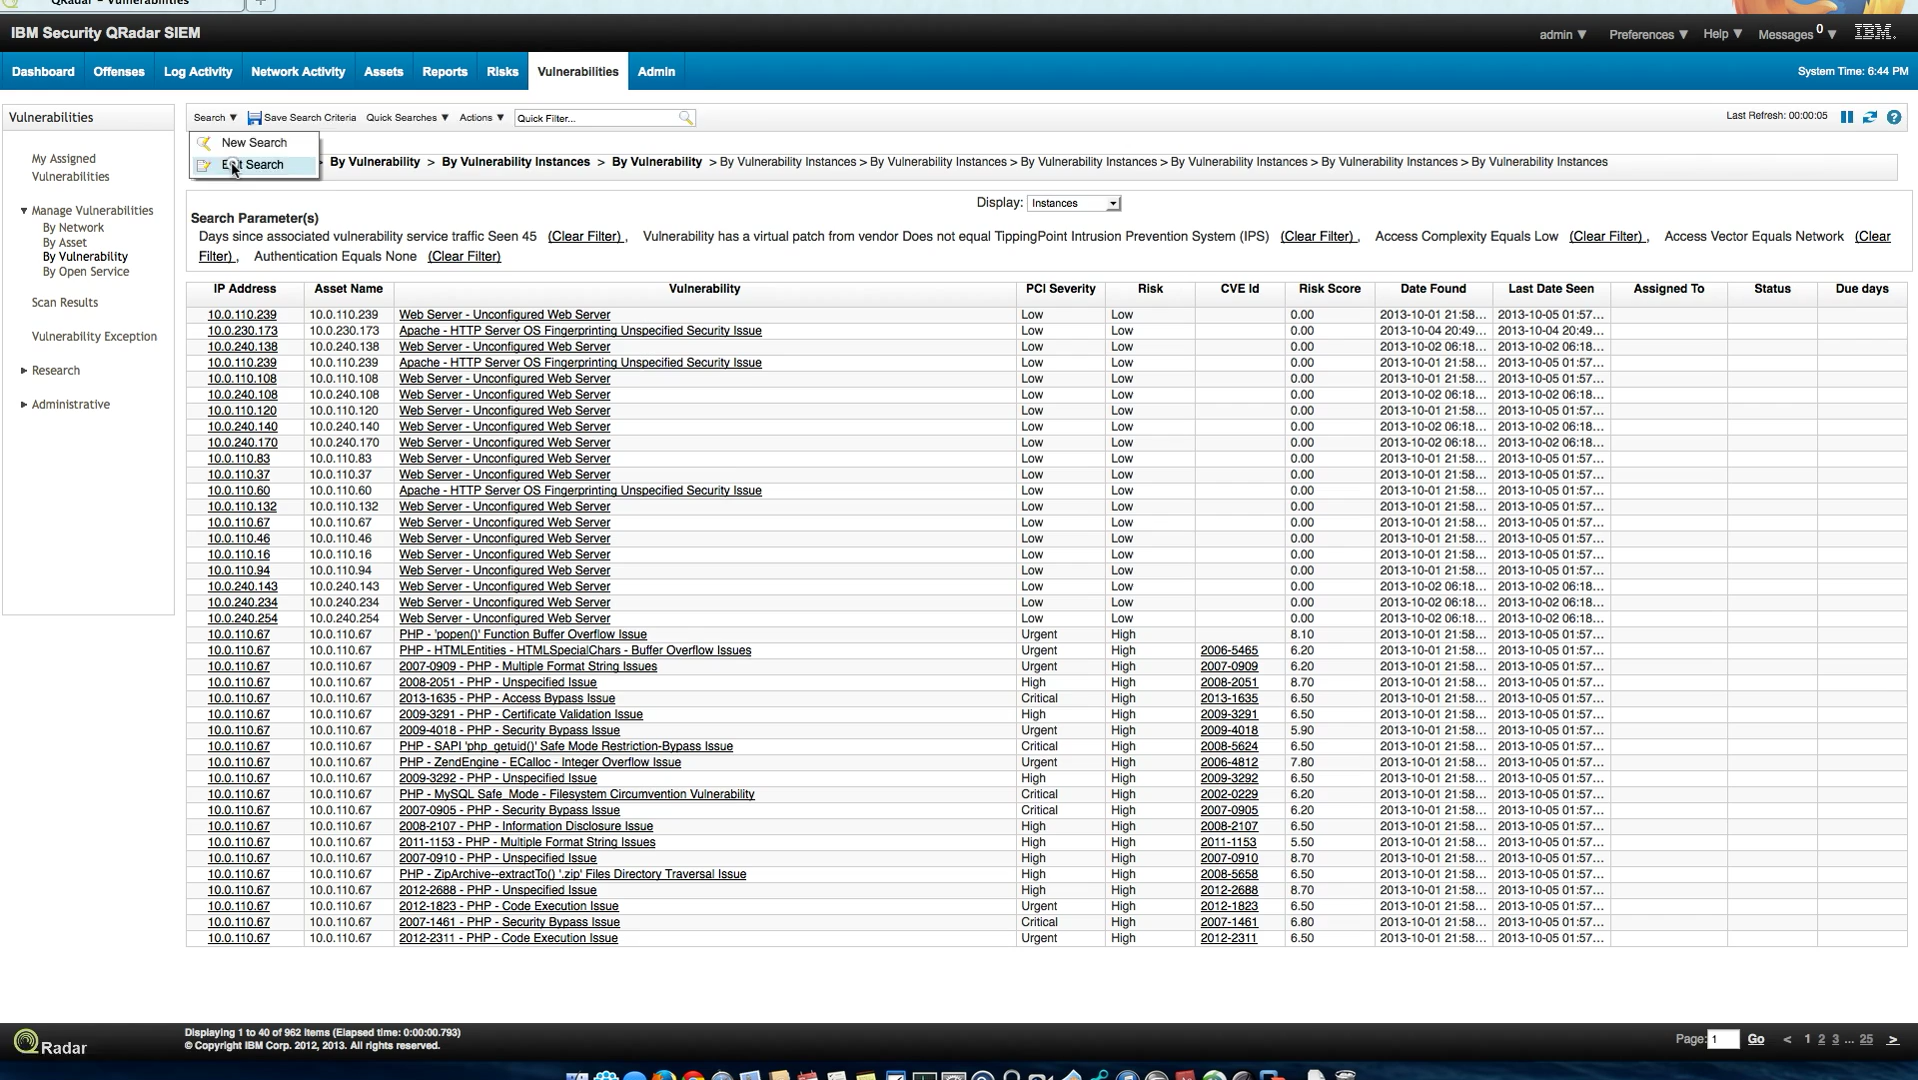 QRadar - Vulnerabilities
IBM Security QRadar SIEM
admin ▼ Preferences ▼ Help ▼ Messages 0 ▼ IBM.
Dashboard Offenses Log Activity Network Activity Assets Reports Risks Vulnerabilities Admin System Time: 6:44 PM
Vulnerabilities
My Assigned
Vulnerabilities
▼ Manage Vulnerabilities
By Network
By Asset
By Vulnerability
By Open Service
Scan Results
Vulnerability Exception
► Research
► Administrative
Search ▼ Save Search Criteria Quick Searches ▼ Actions ▼ Quick Filter... Last Refresh: 00:00:05
New Search
Search
By Vulnerability > By Vulnerability Instances > By Vulnerability > By Vulnerability Instances > By Vulnerability Instances > By Vulnerability Instances > By Vulnerability Instances > By Vulnerability Instances > By Vulnerability Instances
Display: Instances
Search Parameter(s)
Days since associated vulnerability service traffic Seen 45 (Clear Filter) , Vulnerability has a virtual patch from vendor Does not equal TippingPoint Intrusion Prevention System (IPS) (Clear Filter) , Access Complexity Equals Low (Clear Filter) , Access Vector Equals Network (Clear
Filter) , Authentication Equals None (Clear Filter)
IP Address Asset Name Vulnerability PCI Severity Risk CVE Id Risk Score Date Found Last Date Seen Assigned To Status Due days
10.0.110.239 10.0.110.239 Web Server - Unconfigured Web Server Low Low 0.00 2013-10-01 21:58... 2013-10-05 01:57...
10.0.230.173 10.0.230.173 Apache - HTTP Server OS Fingerprinting Unspecified Security Issue Low Low 0.00 2013-10-04 20:49... 2013-10-04 20:49...
10.0.240.138 10.0.240.138 Web Server - Unconfigured Web Server Low Low 0.00 2013-10-02 06:18... 2013-10-02 06:18...
10.0.110.239 10.0.110.239 Apache - HTTP Server OS Fingerprinting Unspecified Security Issue Low Low 0.00 2013-10-01 21:58... 2013-10-05 01:57...
10.0.110.108 10.0.110.108 Web Server - Unconfigured Web Server Low Low 0.00 2013-10-01 21:58... 2013-10-05 01:57...
10.0.240.108 10.0.240.108 Web Server - Unconfigured Web Server Low Low 0.00 2013-10-02 06:18... 2013-10-02 06:18...
10.0.110.120 10.0.110.120 Web Server - Unconfigured Web Server Low Low 0.00 2013-10-01 21:58... 2013-10-05 01:57...
10.0.240.140 10.0.240.140 Web Server - Unconfigured Web Server Low Low 0.00 2013-10-02 06:18... 2013-10-02 06:18...
10.0.240.170 10.0.240.170 Web Server - Unconfigured Web Server Low Low 0.00 2013-10-02 06:18... 2013-10-02 06:18...
10.0.110.83 10.0.110.83 Web Server - Unconfigured Web Server Low Low 0.00 2013-10-01 21:58... 2013-10-05 01:57...
10.0.110.37 10.0.110.37 Web Server - Unconfigured Web Server Low Low 0.00 2013-10-01 21:58... 2013-10-05 01:57...
10.0.110.60 10.0.110.60 Apache - HTTP Server OS Fingerprinting Unspecified Security Issue Low Low 0.00 2013-10-01 21:58... 2013-10-05 01:57...
10.0.110.132 10.0.110.132 Web Server - Unconfigured Web Server Low Low 0.00 2013-10-01 21:58... 2013-10-05 01:57...
10.0.110.67 10.0.110.67 Web Server - Unconfigured Web Server Low Low 0.00 2013-10-01 21:58... 2013-10-05 01:57...
10.0.110.46 10.0.110.46 Web Server - Unconfigured Web Server Low Low 0.00 2013-10-01 21:58... 2013-10-05 01:57...
10.0.110.16 10.0.110.16 Web Server - Unconfigured Web Server Low Low 0.00 2013-10-01 21:58... 2013-10-05 01:57...
10.0.110.94 10.0.110.94 Web Server - Unconfigured Web Server Low Low 0.00 2013-10-01 21:58... 2013-10-05 01:57...
10.0.240.143 10.0.240.143 Web Server - Unconfigured Web Server Low Low 0.00 2013-10-02 06:18... 2013-10-02 06:18...
10.0.240.234 10.0.240.234 Web Server - Unconfigured Web Server Low Low 0.00 2013-10-02 06:18... 2013-10-02 06:18...
10.0.240.254 10.0.240.254 Web Server - Unconfigured Web Server Low Low 0.00 2013-10-02 06:18... 2013-10-02 06:18...
10.0.110.67 10.0.110.67 PHP - 'popen()' Function Buffer Overflow Issue Urgent High 8.10 2013-10-01 21:58... 2013-10-05 01:57...
10.0.110.67 10.0.110.67 PHP - HTMLEntities - HTMLSpecialChars - Buffer Overflow Issues Urgent High 2006-5465 6.20 2013-10-01 21:58... 2013-10-05 01:57...
10.0.110.67 10.0.110.67 2007-0909 - PHP - Multiple Format String Issues Urgent High 2007-0909 6.20 2013-10-01 21:58... 2013-10-05 01:57...
10.0.110.67 10.0.110.67 2008-2051 - PHP - Unspecified Issue High High 2008-2051 8.70 2013-10-01 21:58... 2013-10-05 01:57...
10.0.110.67 10.0.110.67 2013-1635 - PHP - Access Bypass Issue Critical High 2013-1635 6.50 2013-10-01 21:58... 2013-10-05 01:57...
10.0.110.67 10.0.110.67 2009-3291 - PHP - Certificate Validation Issue High High 2009-3291 6.50 2013-10-01 21:58... 2013-10-05 01:57...
10.0.110.67 10.0.110.67 2009-4018 - PHP - Security Bypass Issue Urgent High 2009-4018 5.90 2013-10-01 21:58... 2013-10-05 01:57...
10.0.110.67 10.0.110.67 PHP - SAPI 'php_getuid()' Safe Mode Restriction-Bypass Issue Critical High 2008-5624 6.50 2013-10-01 21:58... 2013-10-05 01:57...
10.0.110.67 10.0.110.67 PHP - ZendEngine - ECalloc - Integer Overflow Issue Urgent High 2006-4812 7.80 2013-10-01 21:58... 2013-10-05 01:57...
10.0.110.67 10.0.110.67 2009-3292 - PHP - Unspecified Issue High High 2009-3292 6.50 2013-10-01 21:58... 2013-10-05 01:57...
10.0.110.67 10.0.110.67 PHP - MySQL Safe_Mode - Filesystem Circumvention Vulnerability Critical High 2002-0229 6.20 2013-10-01 21:58... 2013-10-05 01:57...
10.0.110.67 10.0.110.67 2007-0905 - PHP - Security Bypass Issue Critical High 2007-0905 6.20 2013-10-01 21:58... 2013-10-05 01:57...
10.0.110.67 10.0.110.67 2008-2107 - PHP - Information Disclosure Issue High High 2008-2107 6.50 2013-10-01 21:58... 2013-10-05 01:57...
10.0.110.67 10.0.110.67 2011-1153 - PHP - Multiple Format String Issues High High 2011-1153 5.50 2013-10-01 21:58... 2013-10-05 01:57...
10.0.110.67 10.0.110.67 2007-0910 - PHP - Unspecified Issue High High 2007-0910 8.70 2013-10-01 21:58... 2013-10-05 01:57...
10.0.110.67 10.0.110.67 PHP - ZipArchive--extractTo() '.zip' Files Directory Traversal Issue High High 2008-5658 6.50 2013-10-01 21:58... 2013-10-05 01:57...
10.0.110.67 10.0.110.67 2012-2688 - PHP - Unspecified Issue High High 2012-2688 8.70 2013-10-01 21:58... 2013-10-05 01:57...
10.0.110.67 10.0.110.67 2012-1823 - PHP - Code Execution Issue Urgent High 2012-1823 6.50 2013-10-01 21:58... 2013-10-05 01:57...
10.0.110.67 10.0.110.67 2007-1461 - PHP - Security Bypass Issue Critical High 2007-1461 6.80 2013-10-01 21:58... 2013-10-05 01:57...
10.0.110.67 10.0.110.67 2012-2311 - PHP - Code Execution Issue Urgent High 2012-2311 6.50 2013-10-01 21:58... 2013-10-05 01:57...
Radar
Displaying 1 to 40 of 962 items (Elapsed time: 0:00:00.793)
© Copyright IBM Corp. 2012, 2013. All rights reserved.
Page: 1 Go < 1 2 3 ... 25 >